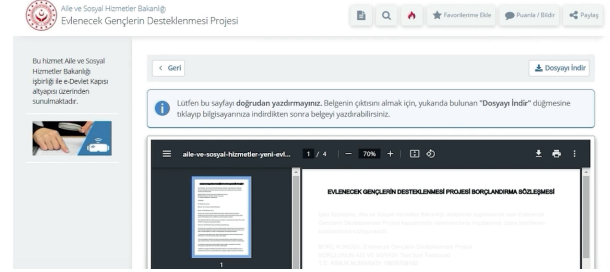 Aile ve Sosyal Hizmetler Bakanlığı
Evlenecek Gençlerin Desteklenmesi Projesi
Favorilerime Ekle
Puanla / Bildir
Paylaş
Bu hizmet Aile ve Sosyal
Hizmetler Bakanlığı
işbirliği ile e-Devlet Kapısı
altyapısı üzerinden
sunulmaktadır.
< Geri
Dosyayı İndir
Lütfen bu sayfayı doğrudan yazdırmayınız. Belgenin çıktısını almak için, yukarıda bulunan "Dosyayı İndir" düğmesine
tıklayıp bilgisayarınıza indirdikten sonra belgeyi yazdırabilirsiniz.
aile-ve-sosyal-hizmetler-yeni-evl...
1 / 4
— 70% +
EVLENECEK GENÇLERİN DESTEKLENMESİ PROJESİ BORÇLANDIRMA SÖZLEŞMESİ
1